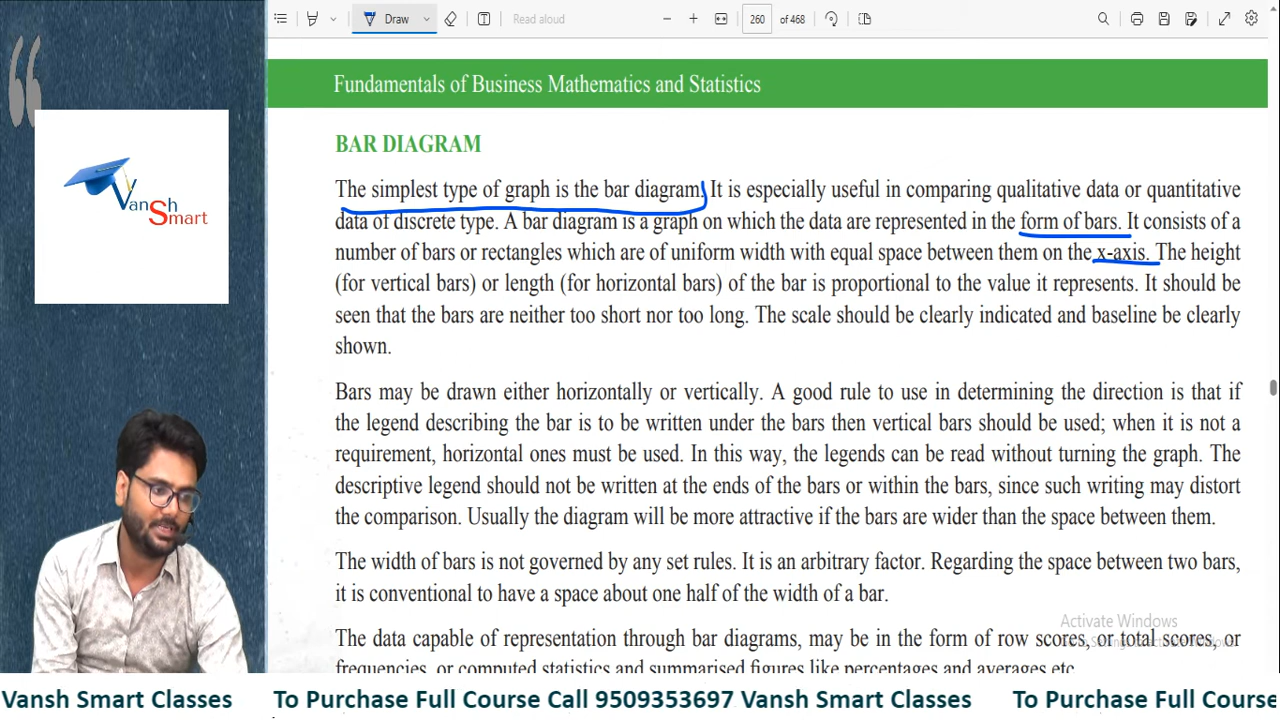 Draw
Read aloud
260 of 468
Fundamentals of Business Mathematics and Statistics
Vansh
Smart
BAR DIAGRAM
The simplest type of graph is the bar diagram. It is especially useful in comparing qualitative data or quantitative
data of discrete type. A bar diagram is a graph on which the data are represented in the form of bars. It consists of a
number of bars or rectangles which are of uniform width with equal space between them on the x-axis. The height
(for vertical bars) or length (for horizontal bars) of the bar is proportional to the value it represents. It should be
seen that the bars are neither too short nor too long. The scale should be clearly indicated and baseline be clearly
shown.
Bars may be drawn either horizontally or vertically. A good rule to use in determining the direction is that if
the legend describing the bar is to be written under the bars then vertical bars should be used; when it is not a
requirement, horizontal ones must be used. In this way, the legends can be read without turning the graph. The
descriptive legend should not be written at the ends of the bars or within the bars, since such writing may distort
the comparison. Usually the diagram will be more attractive if the bars are wider than the space between them.
The width of bars is not governed by any set rules. It is an arbitrary factor. Regarding the space between two bars,
it is conventional to have a space about one half of the width of a bar.
Activate Windows
The data capable of representation through bar diagrams, may be in the form of row scores, or total scores, or
frequencies, or computed statistics and summarised figures like percentages and averages etc.
Vansh Smart Classes To Purchase Full Course Call 9509353697 Vansh Smart Classes To Purchase Full Course